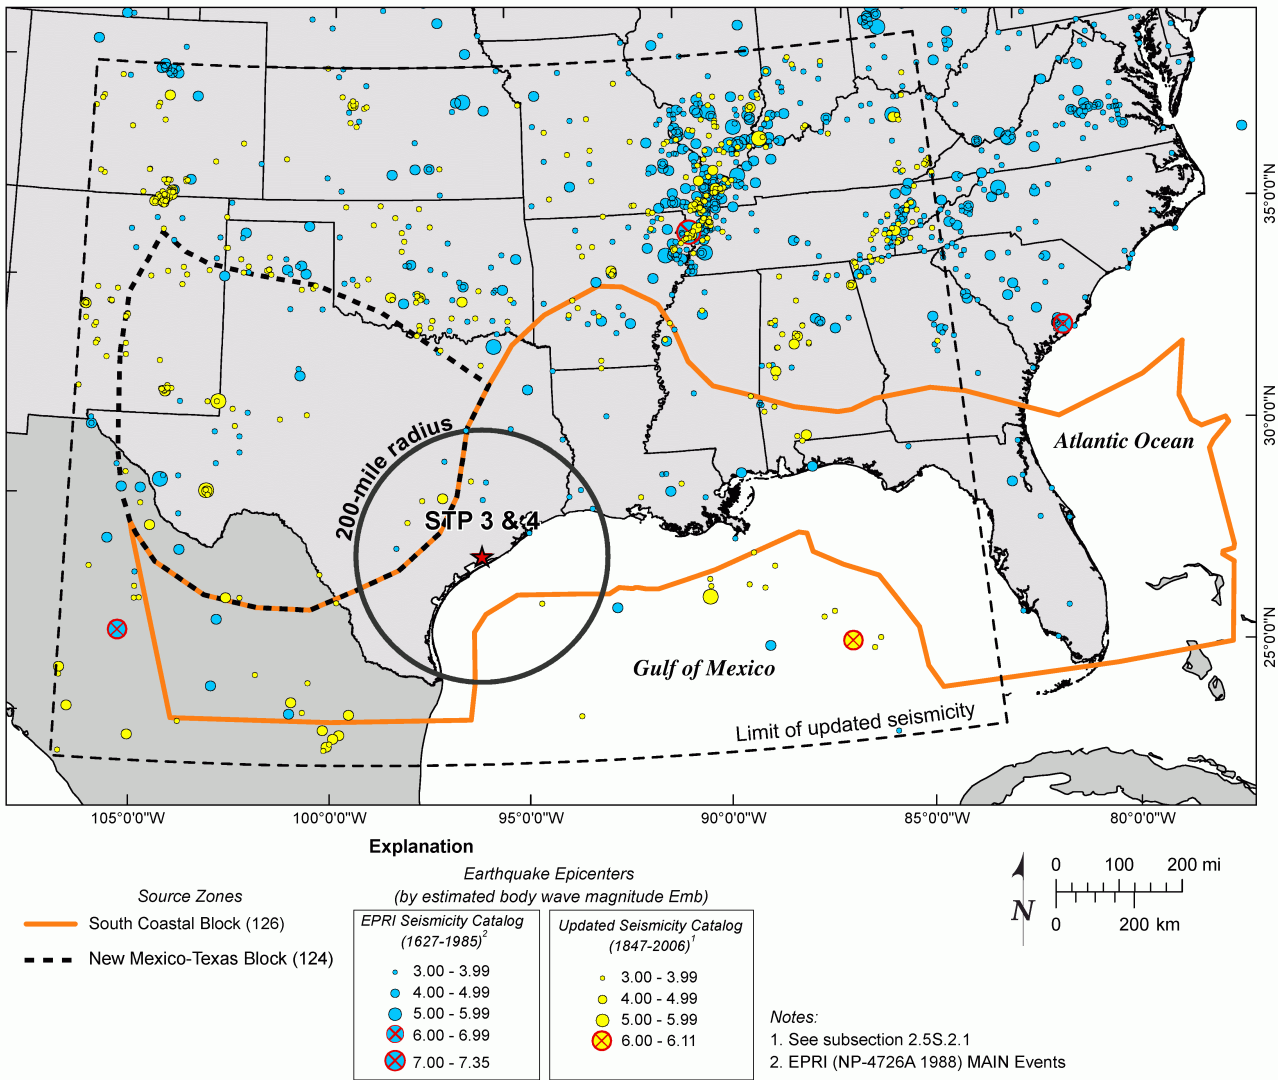 200-mile radius
STP 3 & 4
Atlantic Ocean
Gulf of Mexico
Limit of updated seismicity
35°0'0"N
30°0'0"N
25°0'0"N
105°0'0"W
100°0'0"W
95°0'0"W
90°0'0"W
85°0'0"W
80°0'0"W
Explanation
Source Zones
South Coastal Block (126)
New Mexico-Texas Block (124)
Earthquake Epicenters
(by estimated body wave magnitude Emb)
EPRI Seismicity Catalog
(1627-1985)2
3.00 - 3.99
4.00 - 4.99
5.00 - 5.99
6.00 - 6.99
7.00 - 7.35
Updated Seismicity Catalog
(1847-2006)1
3.00 - 3.99
4.00 - 4.99
5.00 - 5.99
6.00 - 6.11
N
0 100 200 mi
0 200 km
Notes:
1. See subsection 2.5S.2.1
2. EPRI (NP-4726A 1988) MAIN Events